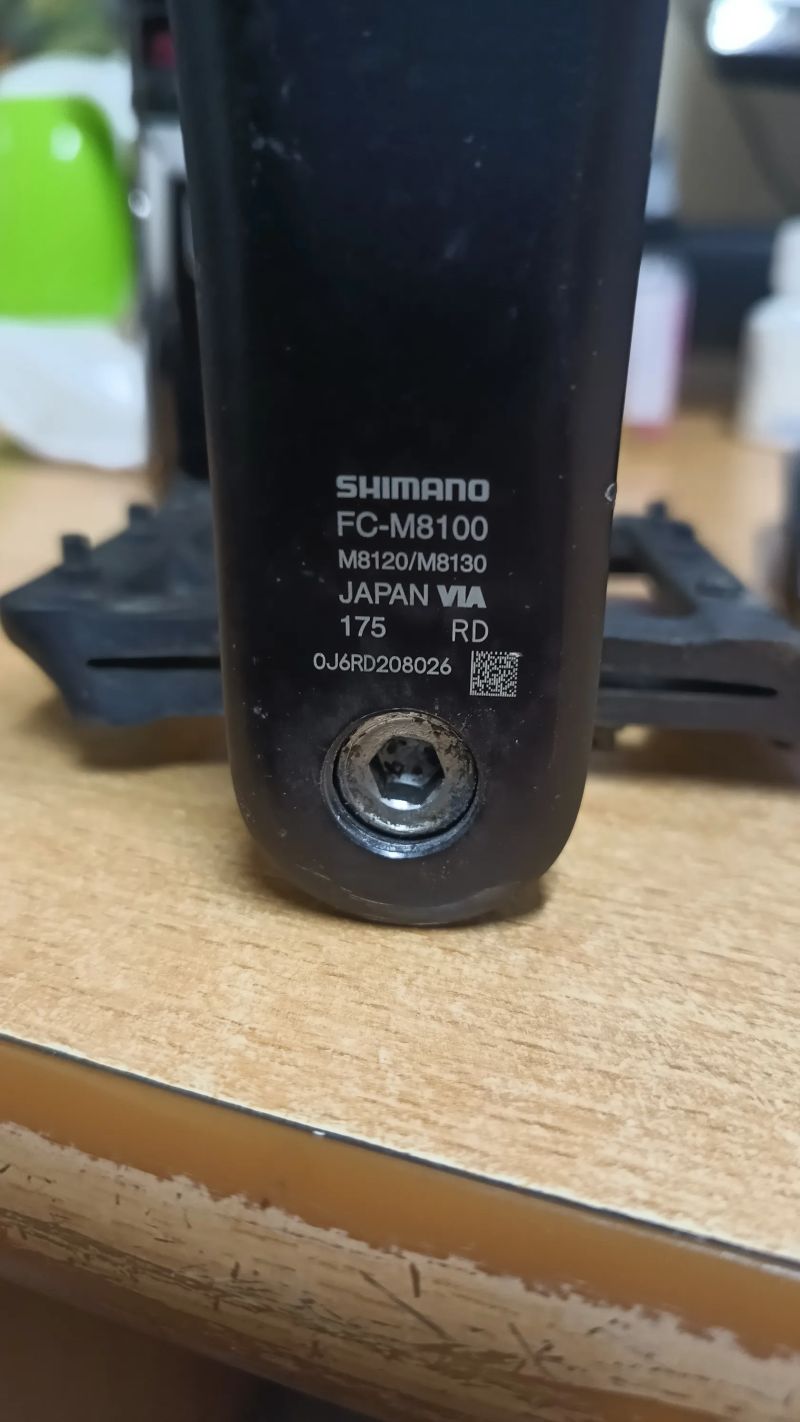 SHIMANO
FC-M8100
M8120/M8130
JAPAN VIA
175 RD
0J6RD208026